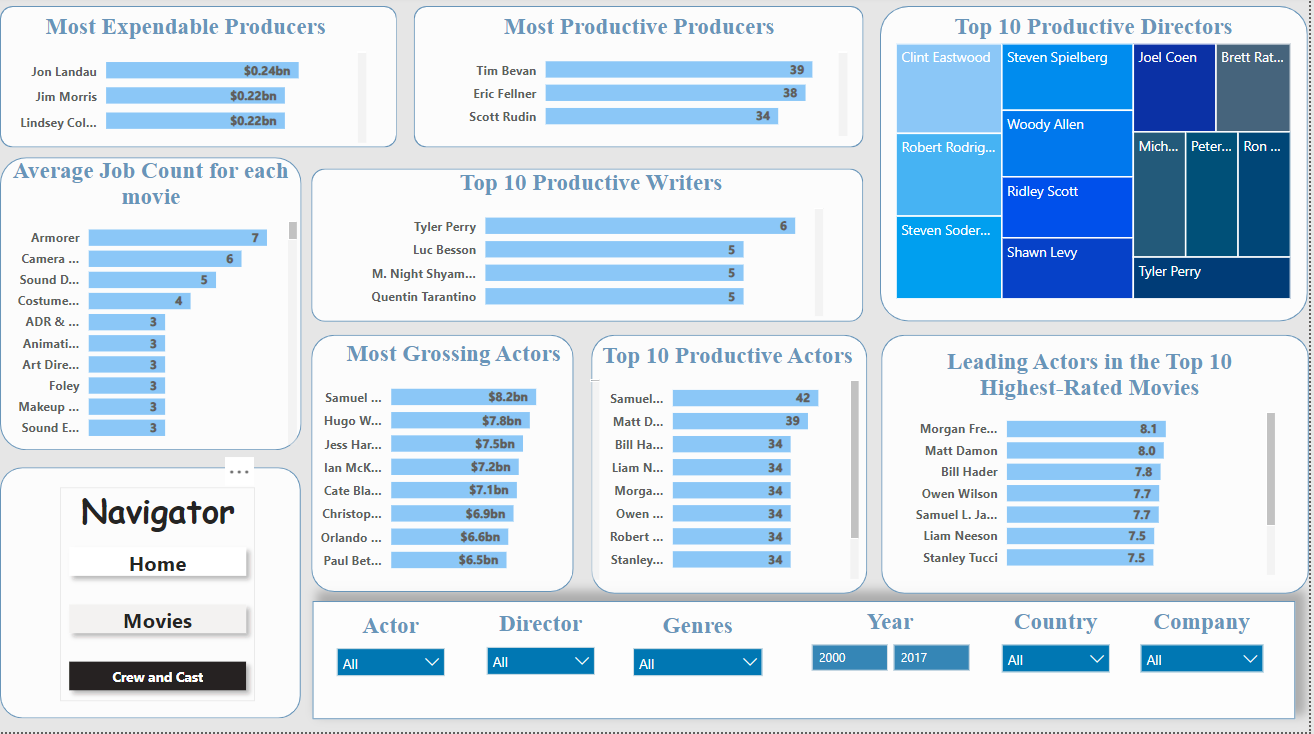 Most Expendable Producers
Jon Landau $0.24bn
Jim Morris $0.22bn
Lindsey Col... $0.22bn
Most Productive Producers
Tim Bevan 39
Eric Fellner 38
Scott Rudin 34
Top 10 Productive Directors
Clint Eastwood
Robert Rodrig...
Steven Soder...
Steven Spielberg
Woody Allen
Ridley Scott
Shawn Levy
Joel Coen
Brett Rat...
Mich...
Peter...
Ron ...
Tyler Perry
Average Job Count for each
movie
Armorer 7
Camera ... 6
Sound D... 5
Costume... 4
ADR & ... 3
Animati... 3
Art Dire... 3
Foley 3
Makeup ... 3
Sound E... 3
Top 10 Productive Writers
Tyler Perry 6
Luc Besson 5
M. Night Shyam... 5
Quentin Tarantino 5
Most Grossing Actors
Samuel ... $8.2bn
Hugo W... $7.8bn
Jess Har... $7.5bn
Ian McK... $7.2bn
Cate Bla... $7.1bn
Christop... $6.9bn
Orlando ... $6.6bn
Paul Bet... $6.5bn
Top 10 Productive Actors
Samuel... 42
Matt D... 39
Bill Ha... 34
Liam N... 34
Morga... 34
Owen ... 34
Robert ... 34
Stanley... 34
Leading Actors in the Top 10
Highest-Rated Movies
Morgan Fre... 8.1
Matt Damon 8.0
Bill Hader 7.8
Owen Wilson 7.7
Samuel L. Ja... 7.7
Liam Neeson 7.5
Stanley Tucci 7.5
Navigator
Home
Movies
Crew and Cast
Actor
All
Director
All
Genres
All
Year
2000 2017
Country
All
Company
All